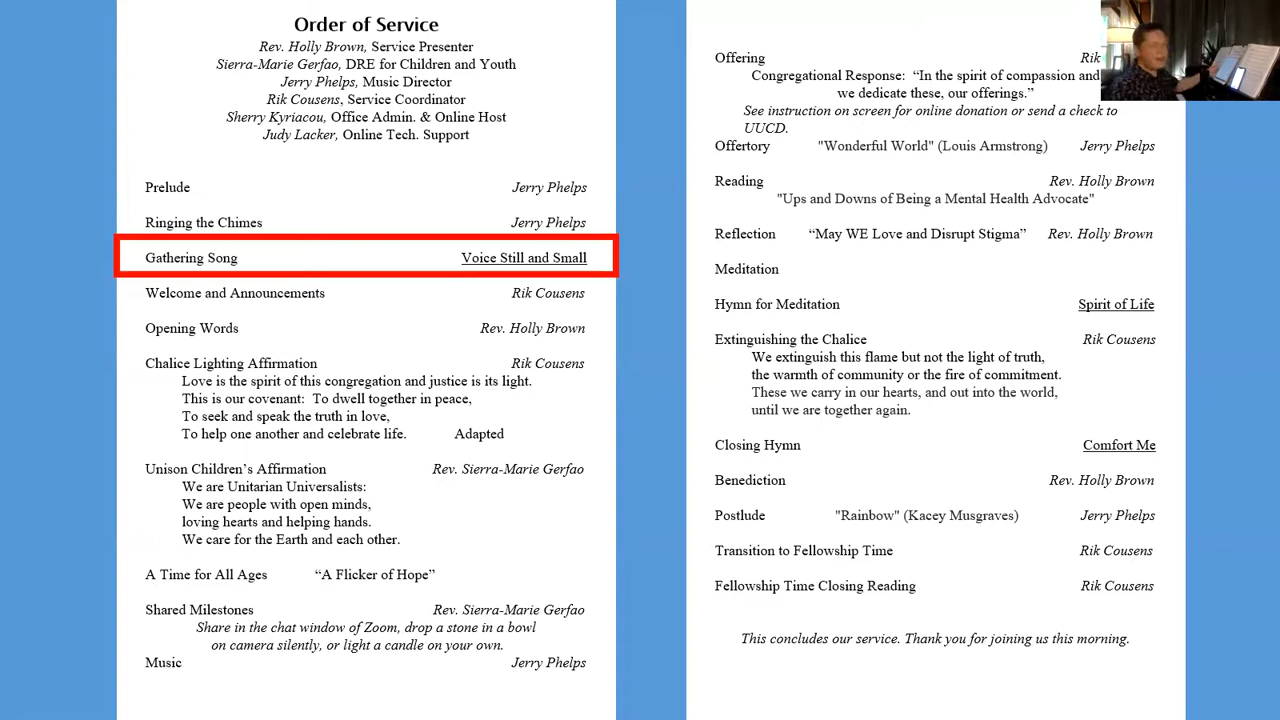 Order of Service
Rev. Holly Brown, Service Presenter
Sierra-Marie Gerfao, DRE for Children and Youth
Jerry Phelps, Music Director
Rik Cousens, Service Coordinator
Sherry Kyriacou, Office Admin. & Online Host
Judy Lacker, Online Tech. Support
Prelude Jerry Phelps
Ringing the Chimes Jerry Phelps
Gathering Song Voice Still and Small
Welcome and Announcements Rik Cousens
Opening Words Rev. Holly Brown
Chalice Lighting Affirmation Rik Cousens
Love is the spirit of this congregation and justice is its light.
This is our covenant: To dwell together in peace,
To seek and speak the truth in love,
To help one another and celebrate life. Adapted
Unison Children’s Affirmation Rev. Sierra-Marie Gerfao
We are Unitarian Universalists:
We are people with open minds,
loving hearts and helping hands.
We care for the Earth and each other.
A Time for All Ages “A Flicker of Hope”
Shared Milestones Rev. Sierra-Marie Gerfao
Share in the chat window of Zoom, drop a stone in a bowl
on camera silently, or light a candle on your own.
Music Jerry Phelps
Offering Rik
Congregational Response: “In the spirit of compassion and
we dedicate these, our offerings.”
See instruction on screen for online donation or send a check to
UUCD.
Offertory "Wonderful World" (Louis Armstrong) Jerry Phelps
Reading Rev. Holly Brown
"Ups and Downs of Being a Mental Health Advocate"
Reflection “May WE Love and Disrupt Stigma” Rev. Holly Brown
Meditation
Hymn for Meditation Spirit of Life
Extinguishing the Chalice Rik Cousens
We extinguish this flame but not the light of truth,
the warmth of community or the fire of commitment.
These we carry in our hearts, and out into the world,
until we are together again.
Closing Hymn Comfort Me
Benediction Rev. Holly Brown
Postlude "Rainbow" (Kacey Musgraves) Jerry Phelps
Transition to Fellowship Time Rik Cousens
Fellowship Time Closing Reading Rik Cousens
This concludes our service. Thank you for joining us this morning.